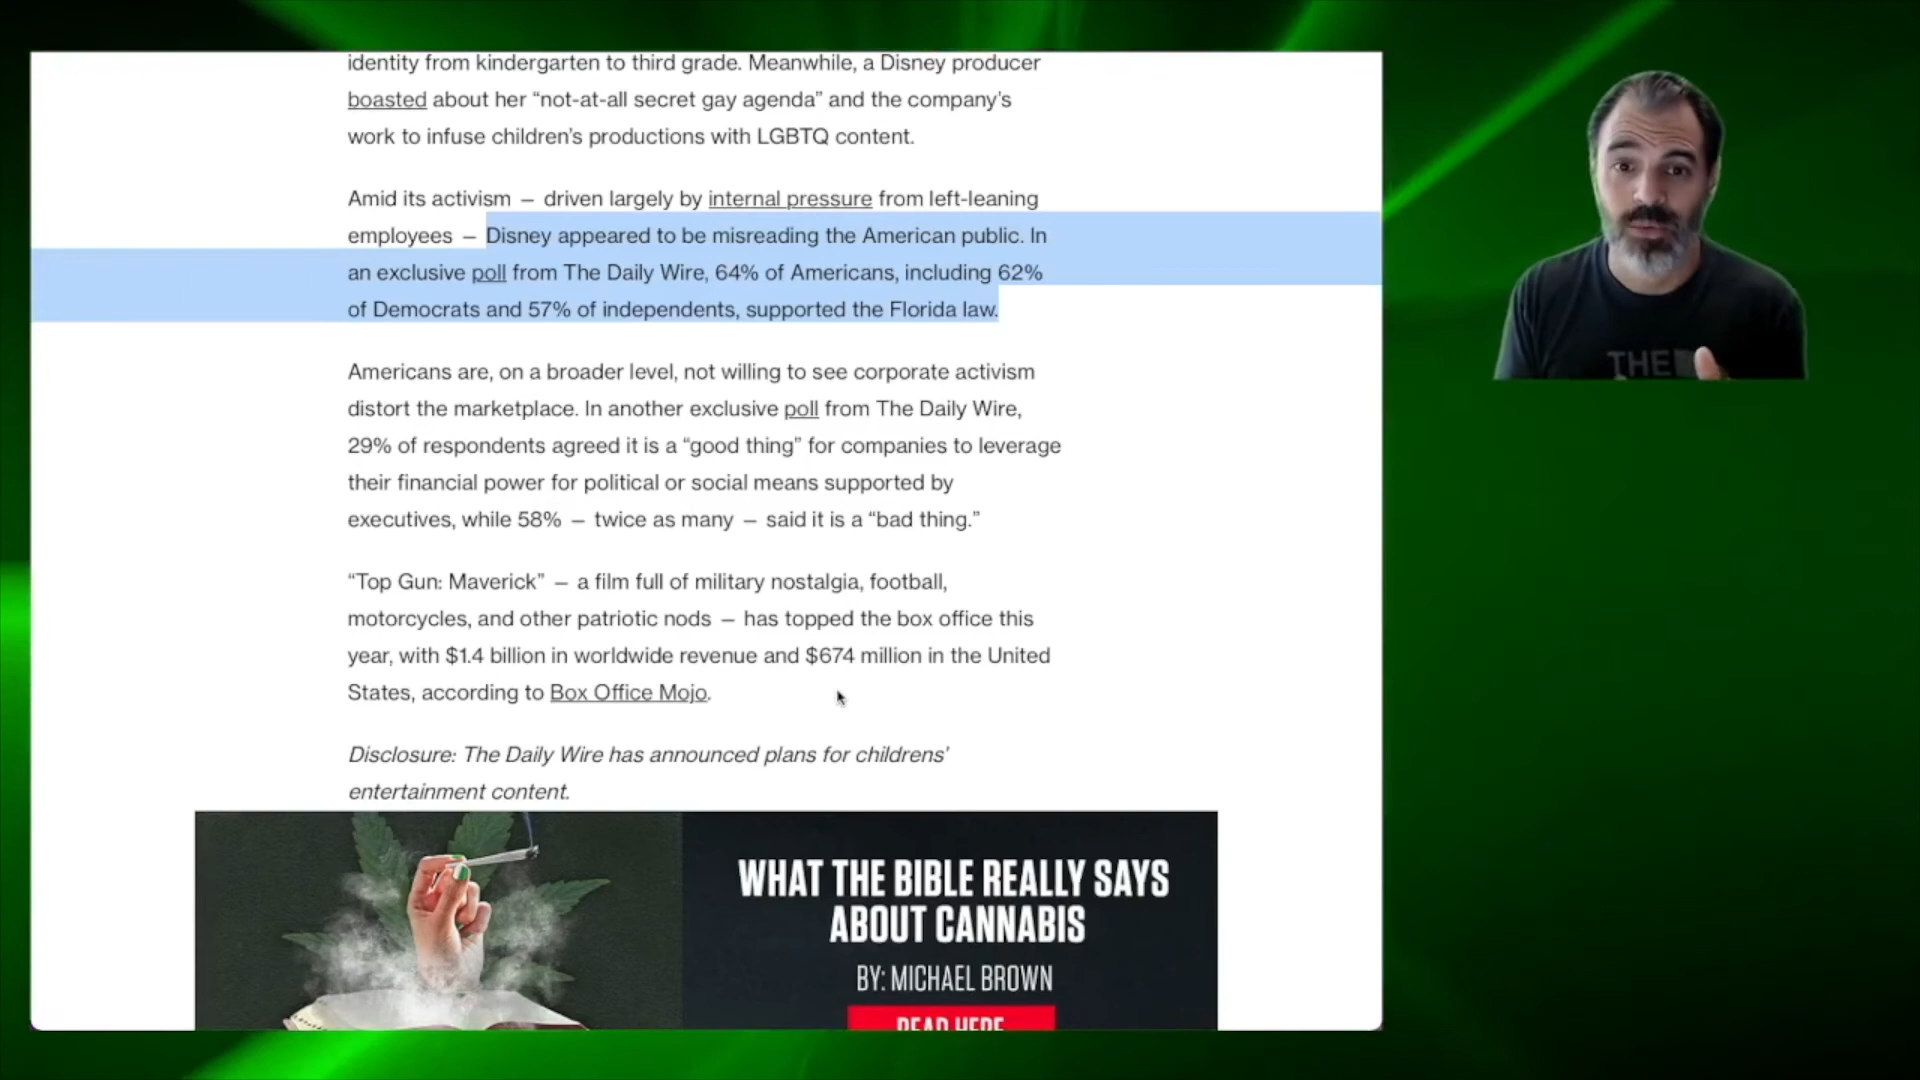 identity from kindergarten to third grade. Meanwhile, a Disney producer
boasted about her “not-at-all secret gay agenda” and the company’s
work to infuse children’s productions with LGBTQ content.
Amid its activism — driven largely by internal pressure from left-leaning
employees — Disney appeared to be misreading the American public. In
an exclusive poll from The Daily Wire, 64% of Americans, including 62%
of Democrats and 57% of independents, supported the Florida law.
Americans are, on a broader level, not willing to see corporate activism
distort the marketplace. In another exclusive poll from The Daily Wire,
29% of respondents agreed it is a “good thing” for companies to leverage
their financial power for political or social means supported by
executives, while 58% — twice as many — said it is a “bad thing.”
“Top Gun: Maverick” — a film full of military nostalgia, football,
motorcycles, and other patriotic nods — has topped the box office this
year, with $1.4 billion in worldwide revenue and $674 million in the United
States, according to Box Office Mojo.
Disclosure: The Daily Wire has announced plans for childrens’
entertainment content.
WHAT THE BIBLE REALLY SAYS
ABOUT CANNABIS
BY: MICHAEL BROWN
READ HERE
THE